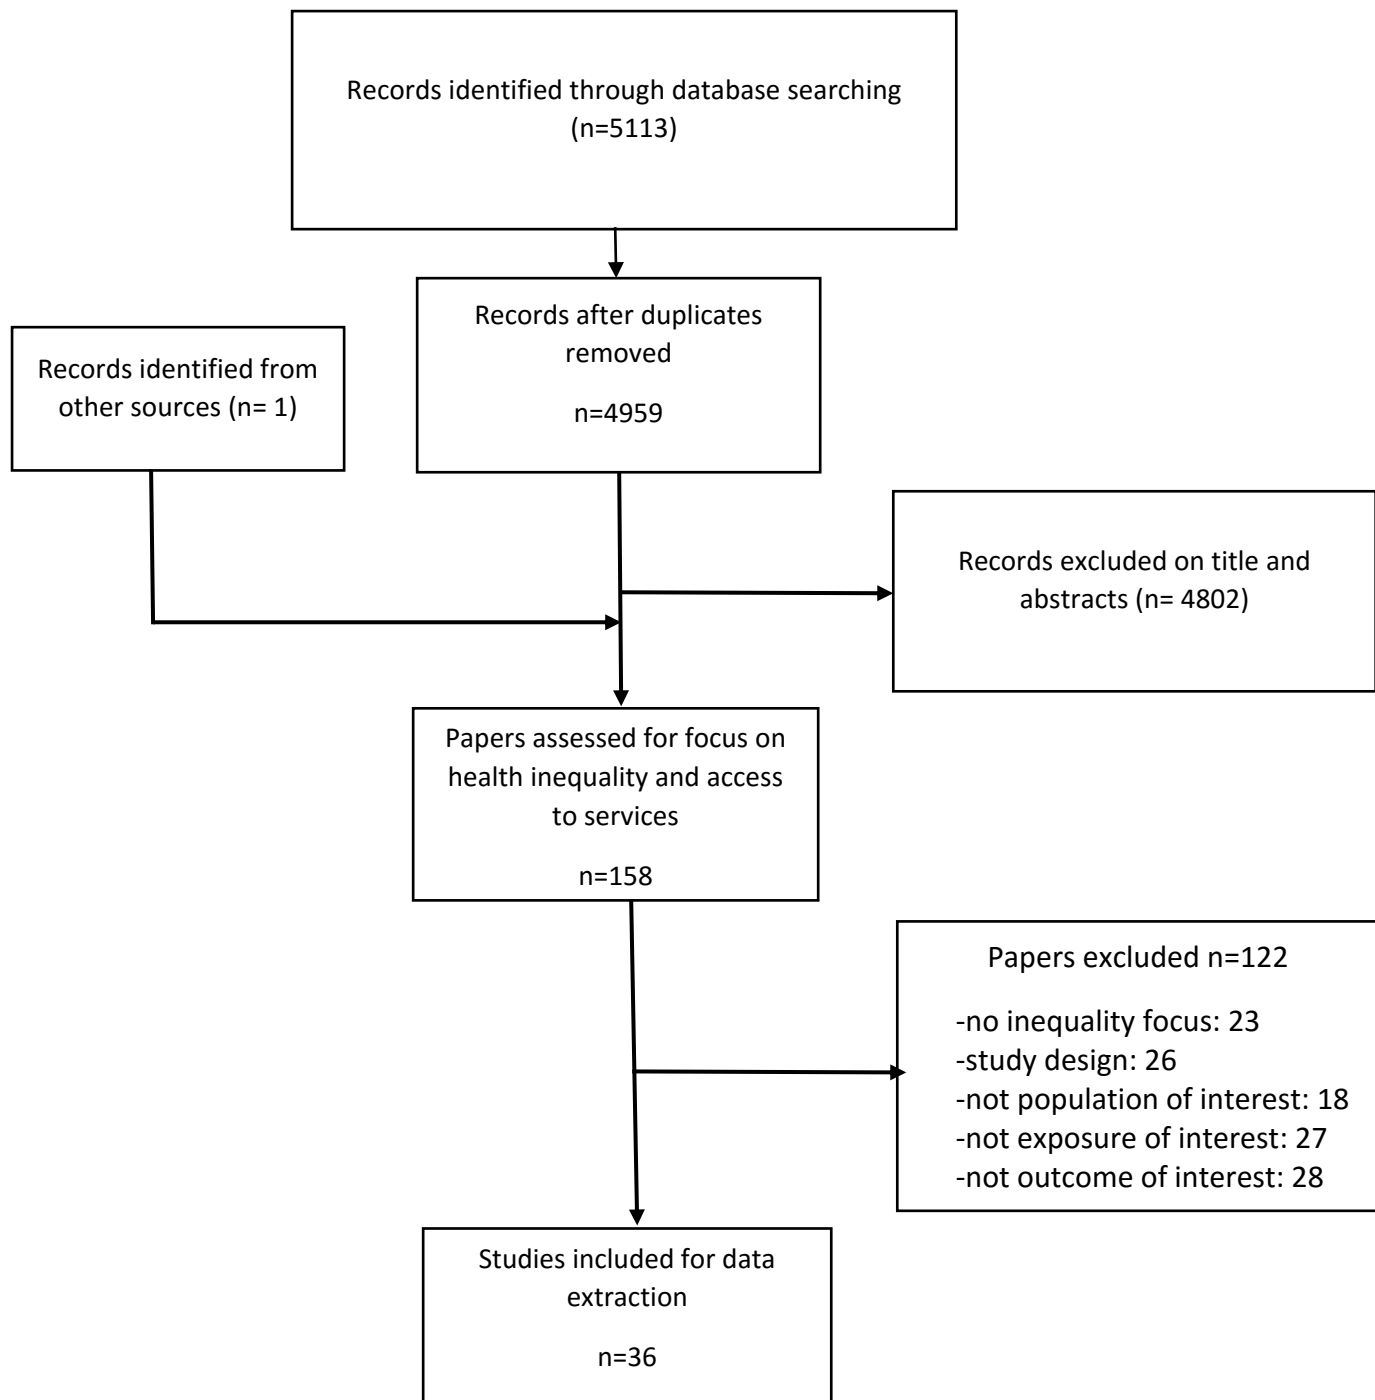 Records identified through database searching
(n=5113)
Records after duplicates
removed
n=4959
Records identified from
other sources (n= 1)
Records excluded on title and
abstracts (n= 4802)
Papers assessed for focus on
health inequality and access
to services
n=158
Papers excluded n=122
-no inequality focus: 23
-study design: 26
-not population of interest: 18
-not exposure of interest: 27
-not outcome of interest: 28
Studies included for data
extraction
n=36